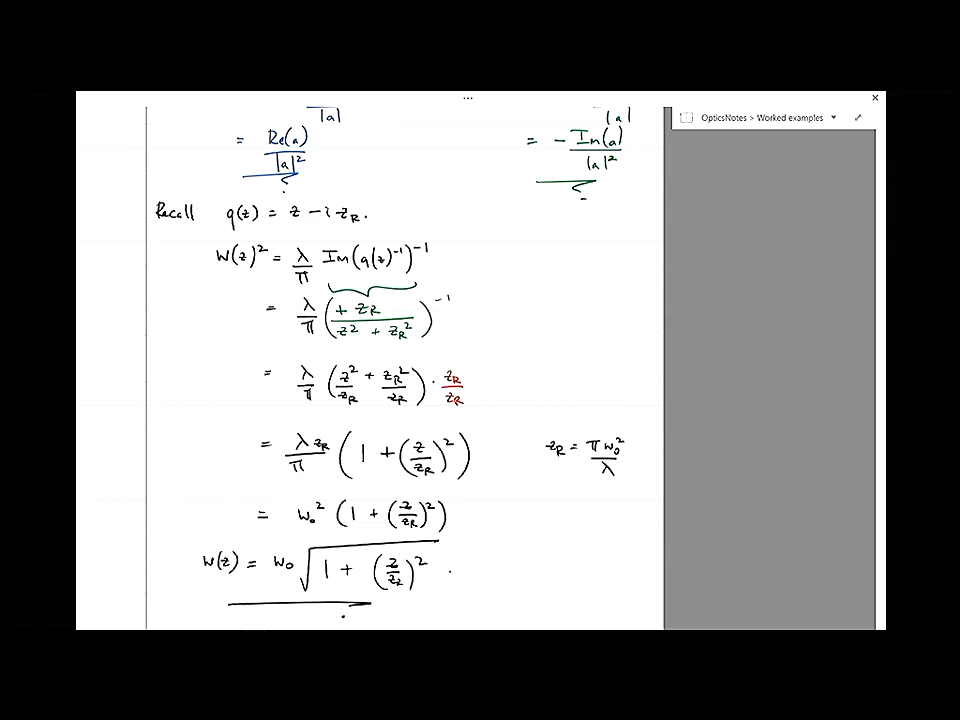 OpticsNotes > Worked examples
|a|
|a|
= Re(a) / |a|²
= - Im(a) / |a|²
Recall q(z) = z - i z_R.
W(z)² = λ/π Im(q(z)⁻¹)⁻¹
= λ/π (+ z_R / z² + z_R²)⁻¹
= λ/π (z²/z_R + z_R²/z_R) · z_R/z_R
= λ z_R/π (1 + (z/z_R)²)
z_R = π w₀²/λ
= w₀² (1 + (z/z_R)²)
w(z) = w₀ √(1 + (z/z_R)²) .